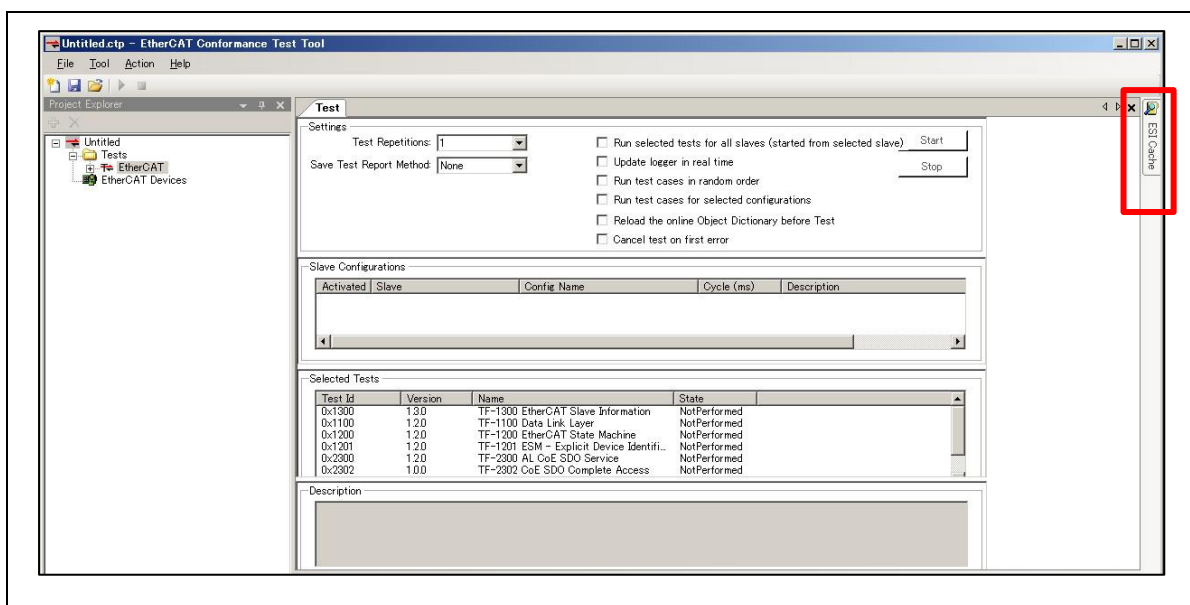 Untitled.ctp - EtherCAT Conformance Test Tool
File Tool Action Help
Project Explorer
Untitled
Tests
EtherCAT
EtherCAT Devices
Test
Settings
Test Repetitions: 1
Save Test Report Method: None
Run selected tests for all slaves (started from selected slave)
Update logger in real time
Run test cases in random order
Run test cases for selected configurations
Reload the online Object Dictionary before Test
Cancel test on first error
Start
Stop
Slave Configurations
Activated Slave Config Name Cycle (ms) Description
Selected Tests
Test Id Version Name State
0x1300 1.3.0 TF-1300 EtherCAT Slave Information NotPerformed
0x1100 1.2.0 TF-1100 Data Link Layer NotPerformed
0x1200 1.2.0 TF-1200 EtherCAT State Machine NotPerformed
0x1201 1.2.0 TF-1201 ESM - Explicit Device Identifi... NotPerformed
0x2300 1.2.0 TF-2300 AL CoE SDO Service NotPerformed
0x2302 1.0.0 TF-2302 CoE SDO Complete Access NotPerformed
Description
ESI Cache